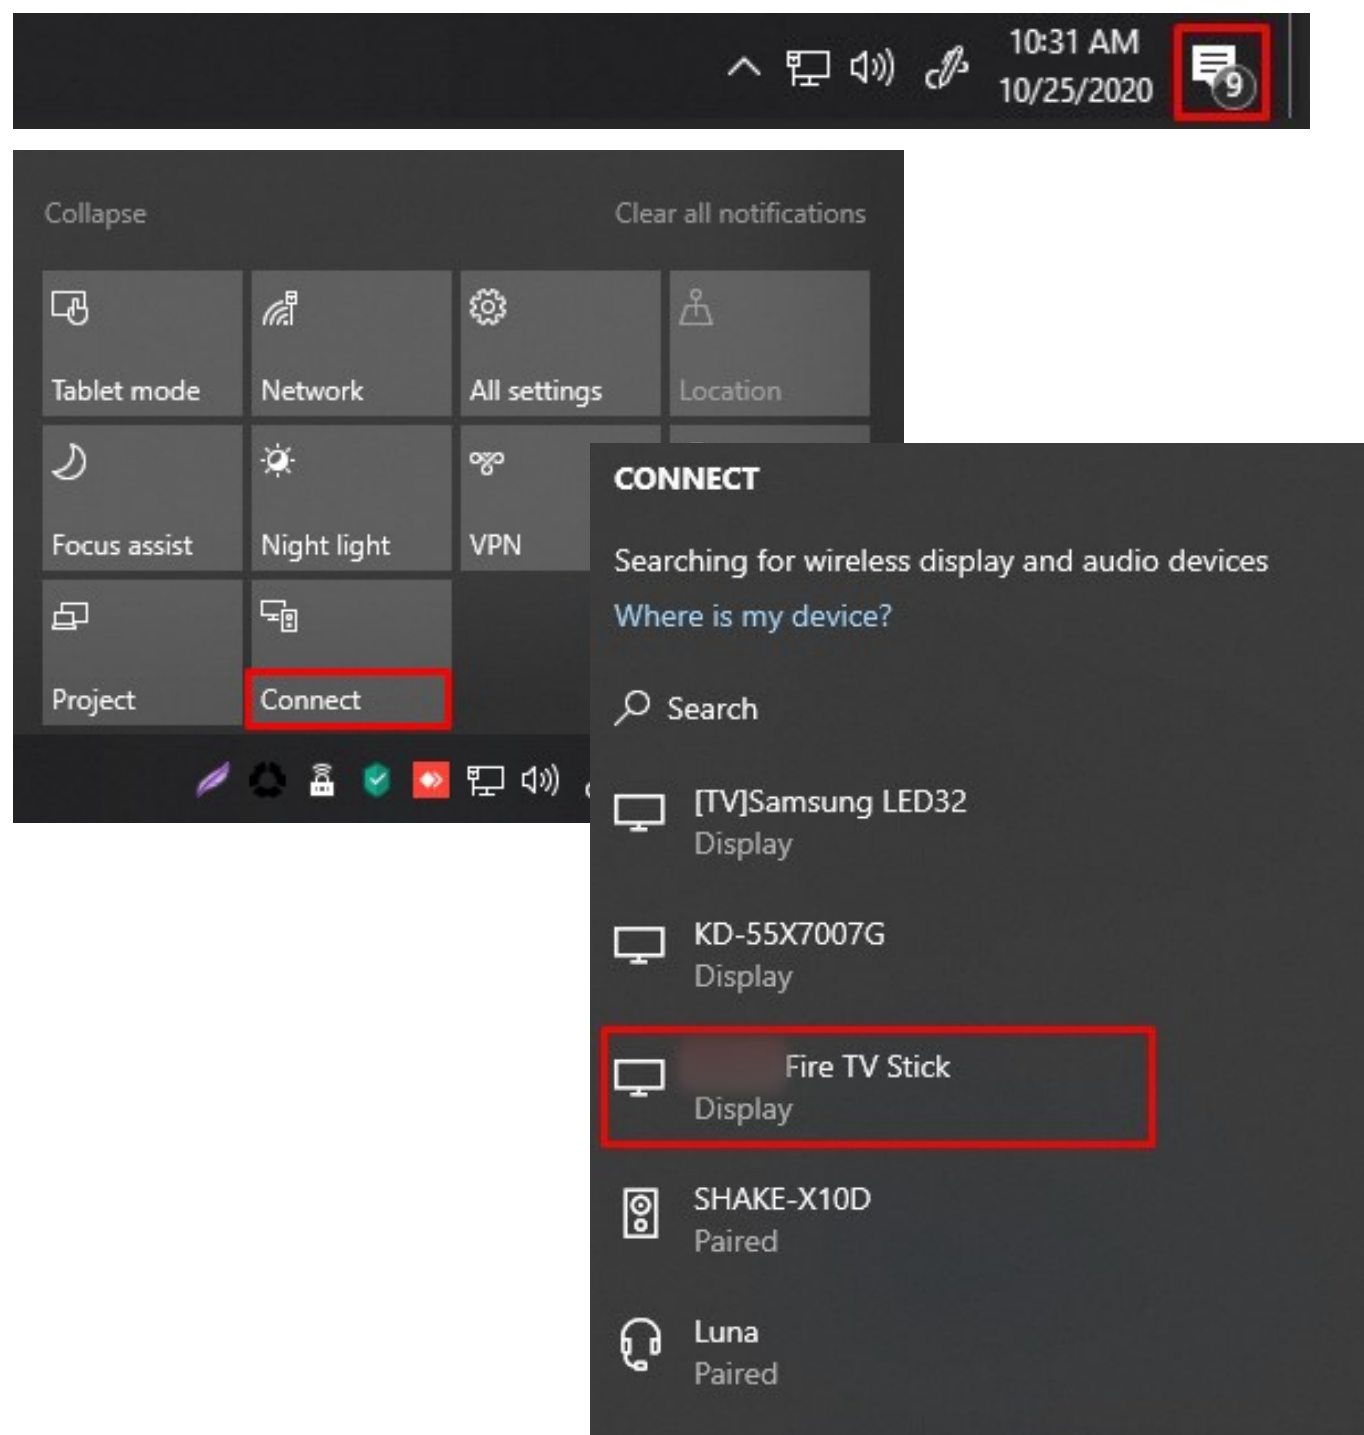 10:31 AM
10/25/2020
9
Collapse
Clear all notifications
Tablet mode
Network
All settings
Location
Focus assist
Night light
VPN
Project
Connect
CONNECT
Searching for wireless display and audio devices
Where is my device?
Search
[TV]Samsung LED32
Display
KD-55X7007G
Display
Fire TV Stick
Display
SHAKE-X10D
Paired
Luna
Paired